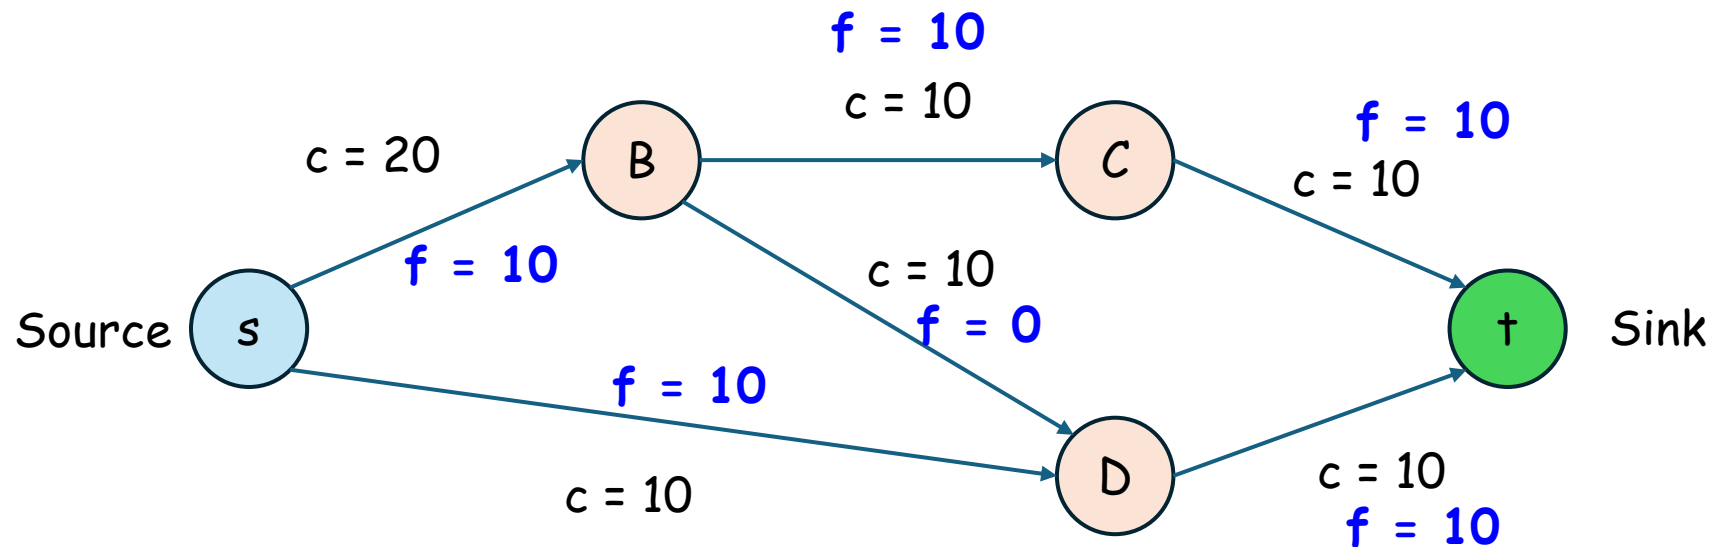 f = 10
c = 10
f = 10
c = 20
B
C
c = 10
f = 10
c = 10
f = 0
Source
s
t
Sink
f = 10
c = 10
D
c = 10
f = 10